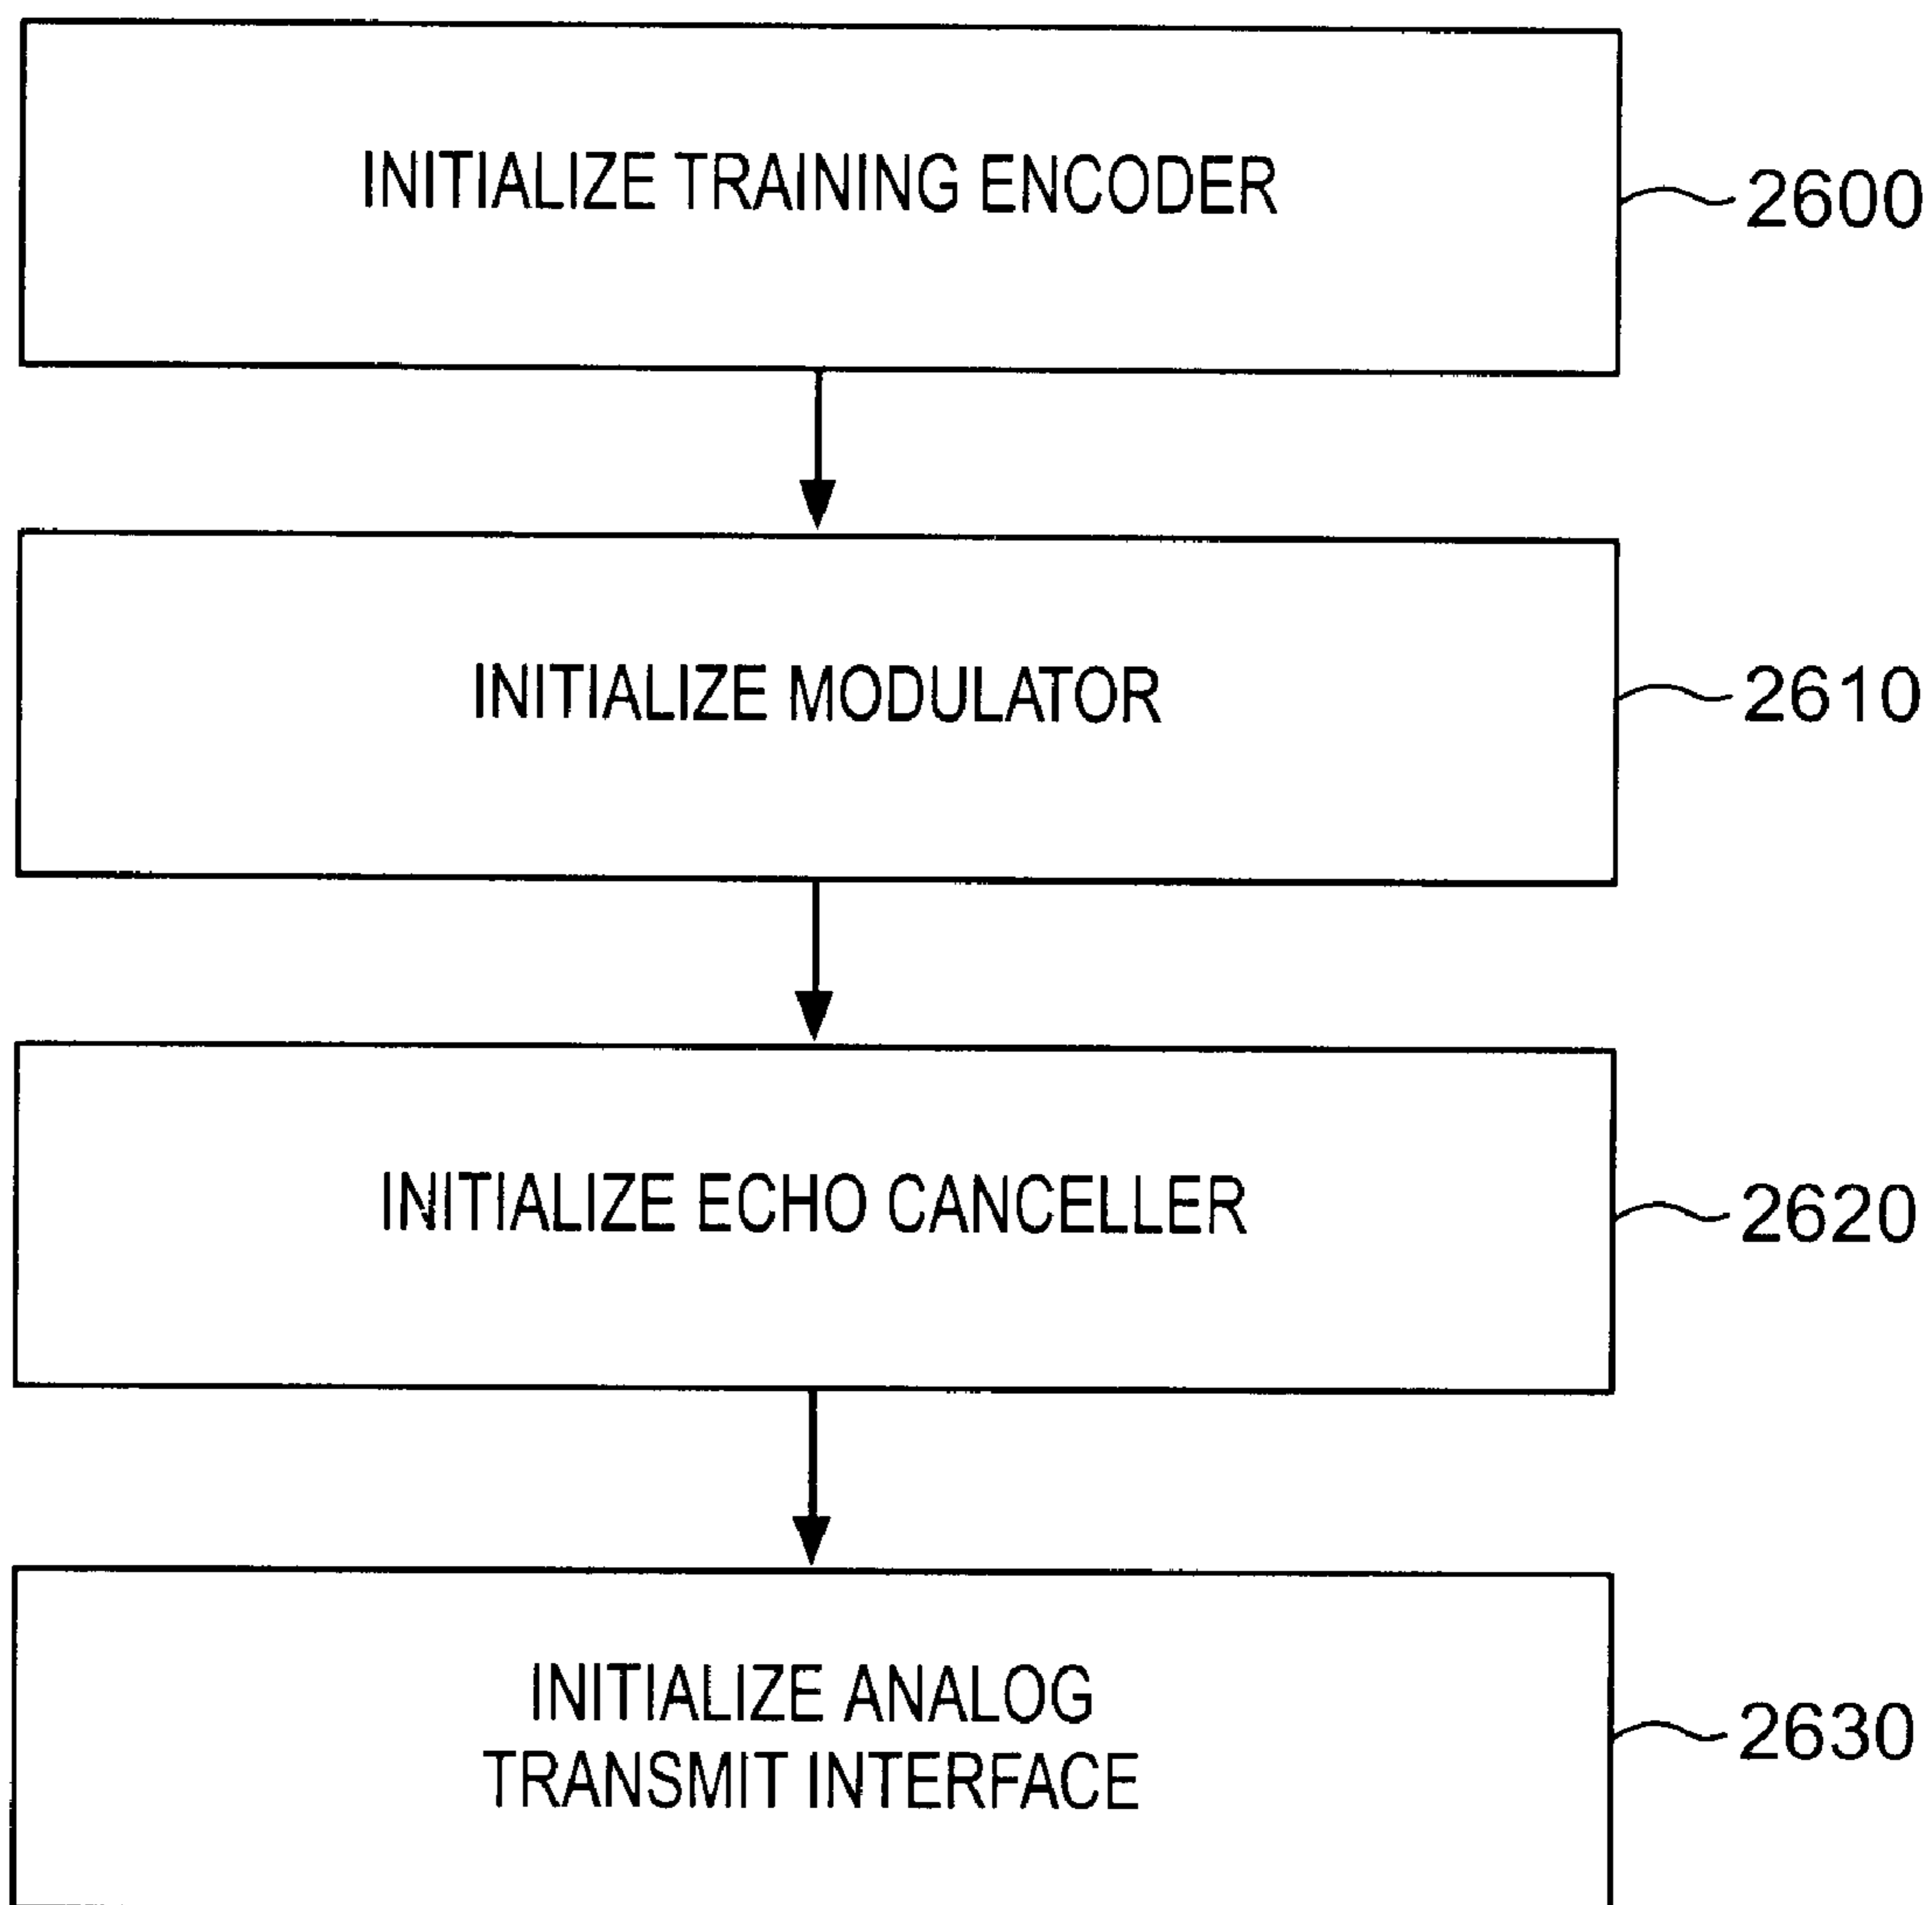 INITIALIZE TRAINING ENCODER
2600
INITIALIZE MODULATOR
2610
INITIALIZE ECHO CANCELLER
2620
INITIALIZE ANALOG
TRANSMIT INTERFACE
2630